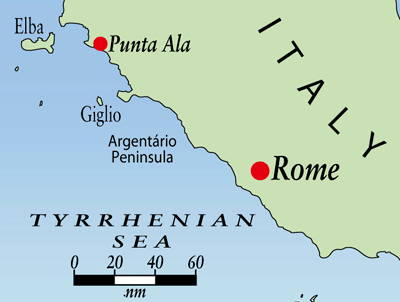 Elba
Punta Ala
ITALY
Giglio
Argentário
Peninsula
Rome
TYRRHENIAN
SEA
0 20 40 60
nm